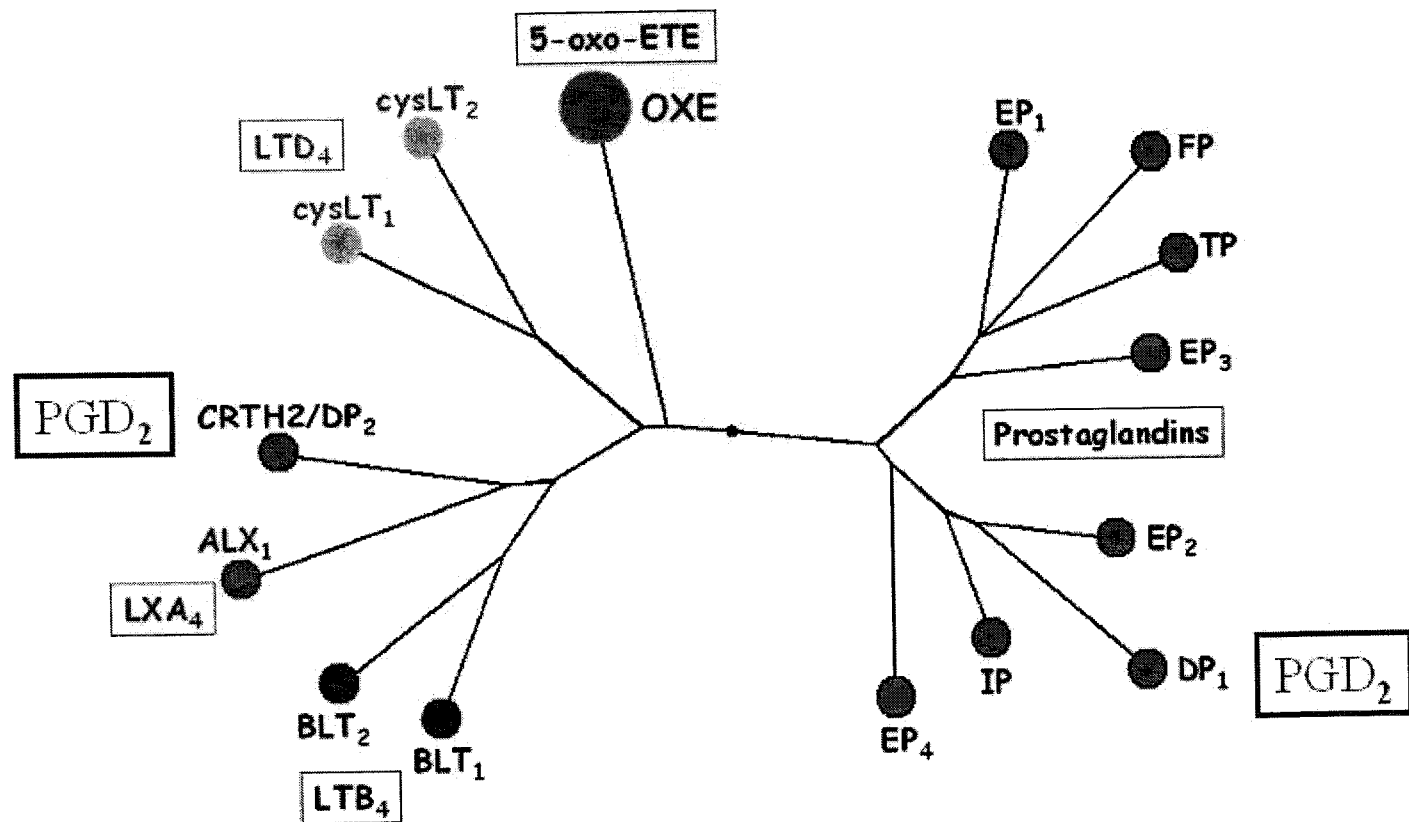 5-oxo-ETE
OXE
cysLT₂
LTD₄
cysLT₁
EP₁
FP
TP
EP₃
PGD₂
CRTH2/DP₂
Prostaglandins
ALX₁
LXA₄
EP₂
IP
DP₁
PGD₂
EP₄
BLT₂
BLT₁
LTB₄